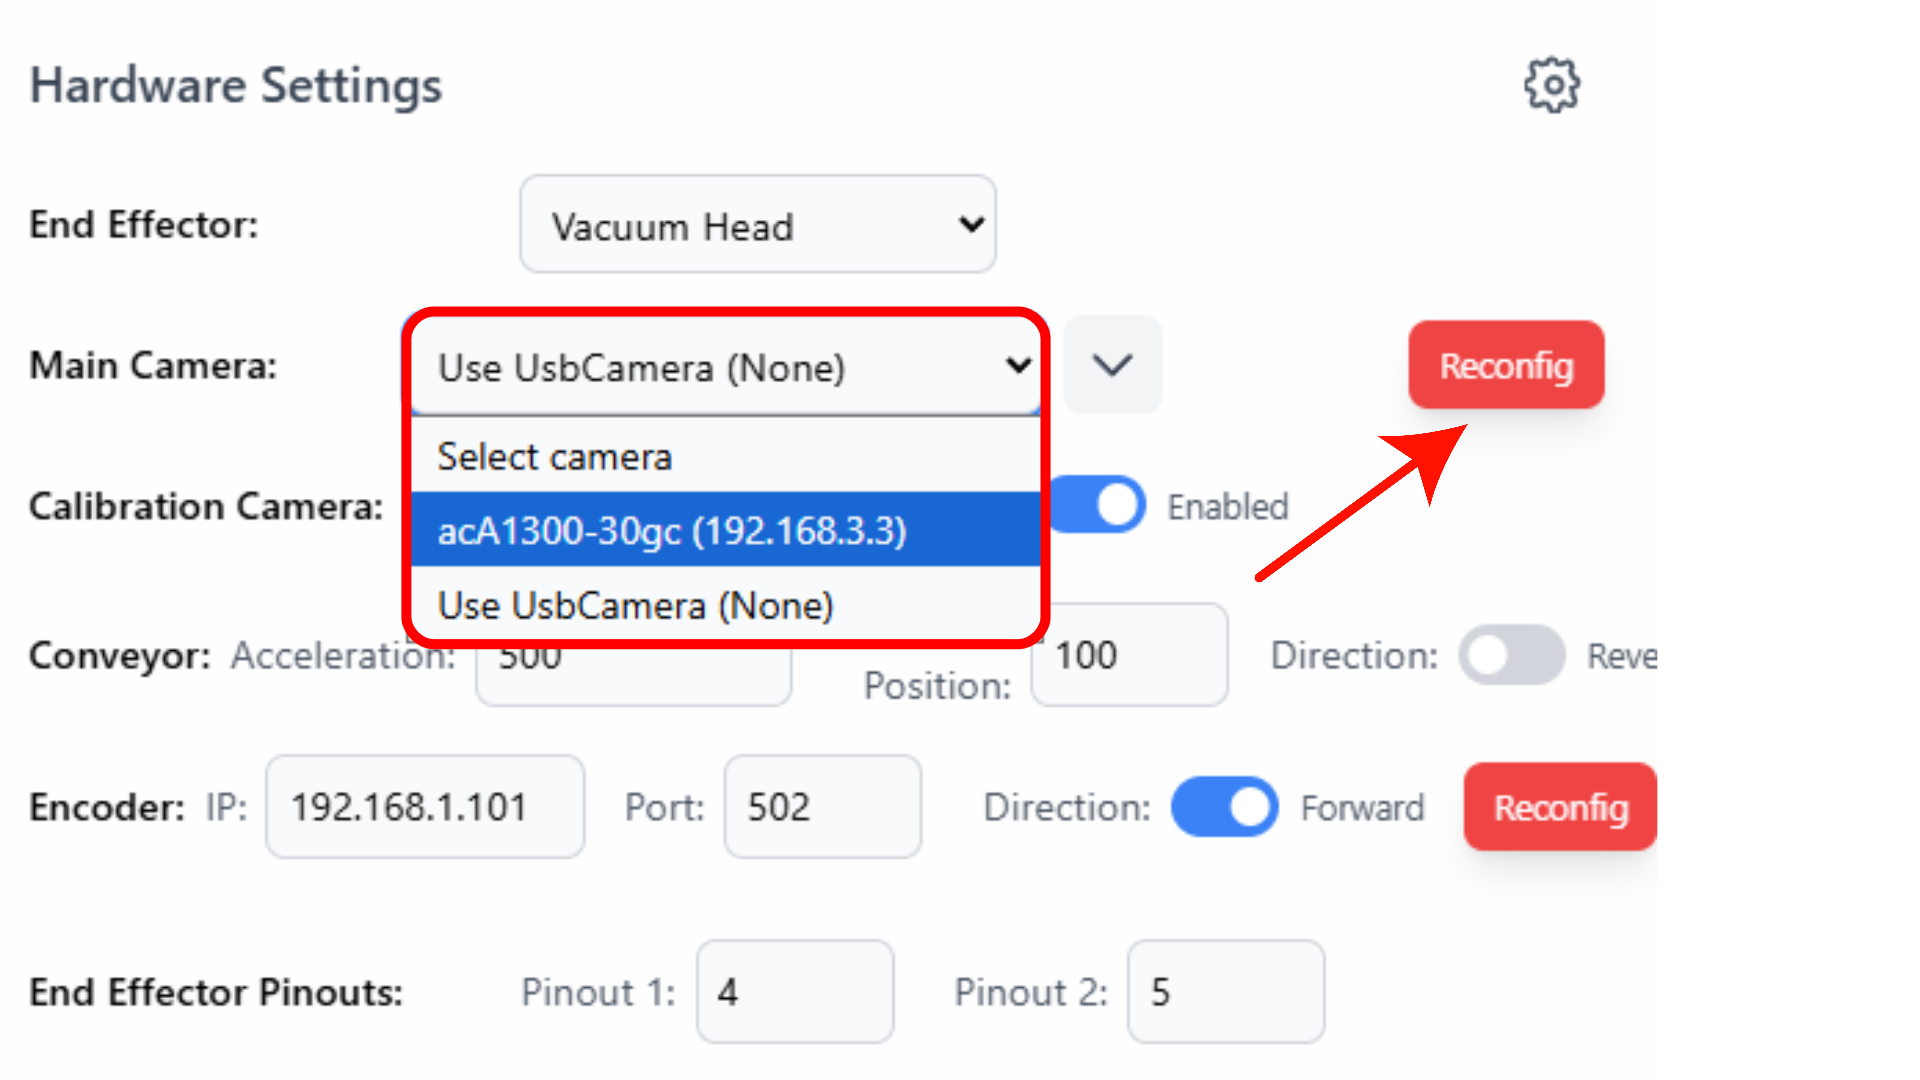 Hardware Settings
End Effector: Vacuum Head
Main Camera: Use UsbCamera (None) Reconfig
Select camera
Calibration Camera: acA1300-30gc (192.168.3.3) Enabled
Use UsbCamera (None)
Conveyor: Acceleration: 500 Position: 100 Direction: Reve
Encoder: IP: 192.168.1.101 Port: 502 Direction: Forward Reconfig
End Effector Pinouts: Pinout 1: 4 Pinout 2: 5